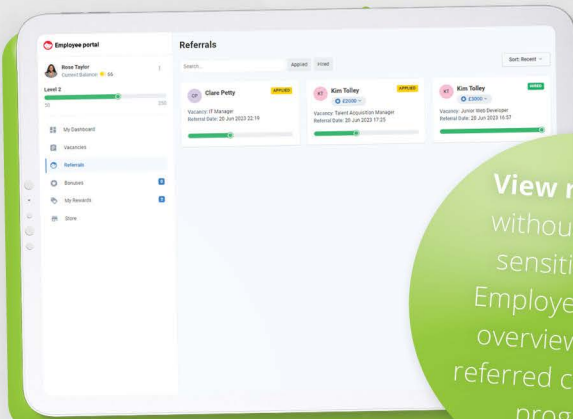 Employee portal
Rose Taylor
Current Balance: 55
Level 2
50 200
My Dashboard
Vacancies
Referrals
Bonuses
My Rewards
Store
Referrals
Search... Applied Hired
Sort: Recent
CP Clare Petty APPLIED
Vacancy: IT Manager
Referral Date: 20 Jun 2023 22:19
KT Kim Tolley APPLIED
£2000
Vacancy: Talent Acquisition Manager
Referral Date: 20 Jun 2023 17:25
KT Kim Tolley HIRED
£3000
Vacancy: Junior Web Developer
Referral Date: 20 Jun 2023 16:57
View
withou
sensiti
Employe
overview
referred c
prog